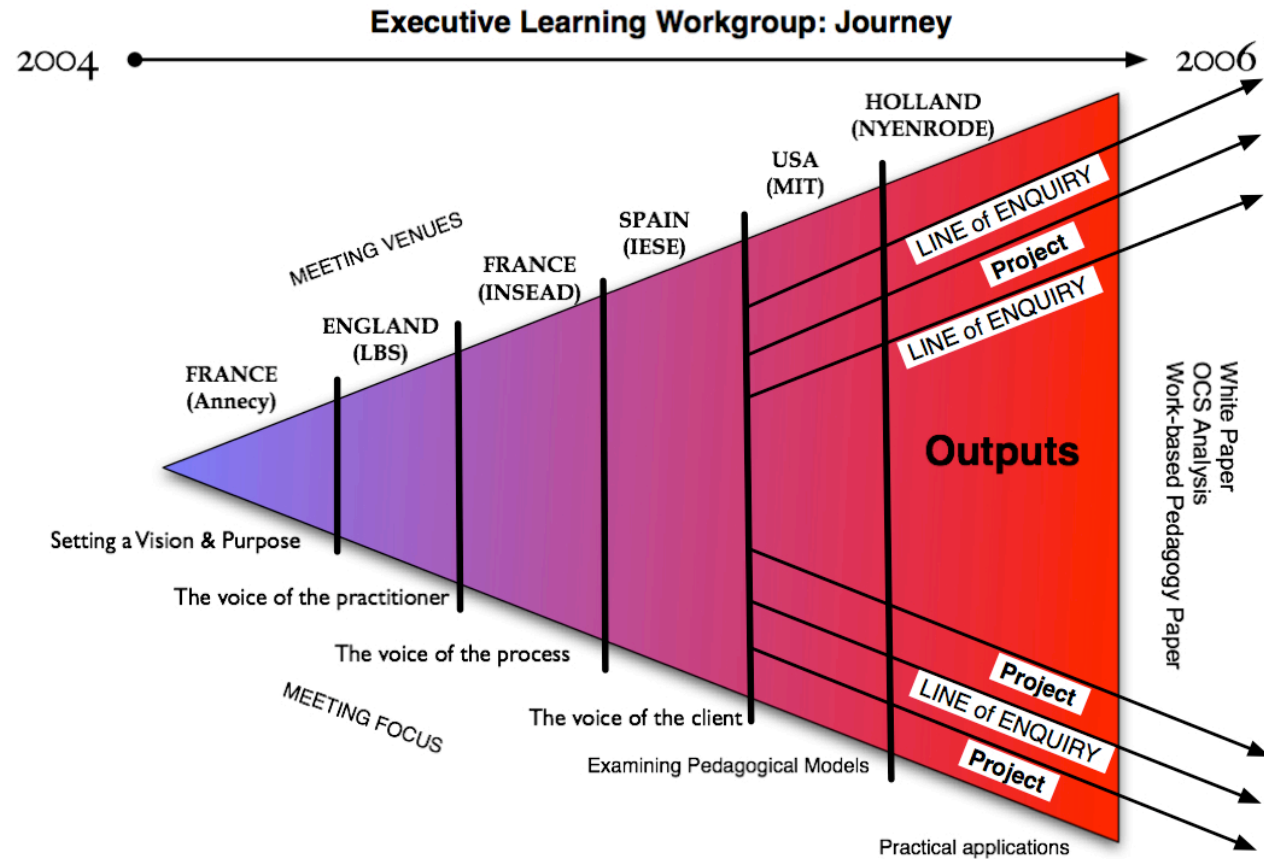 Executive Learning Workgroup: Journey
2004
2006
HOLLAND
(NYENRODE)
USA
(MIT)
SPAIN
(IESE)
FRANCE
(INSEAD)
ENGLAND
(LBS)
FRANCE
(Annecy)
MEETING VENUES
LINE of ENQUIRY
Project
LINE of ENQUIRY
Outputs
White Paper
OCS Analysis
Work-based Pedagogy Paper
Setting a Vision & Purpose
The voice of the practitioner
The voice of the process
MEETING FOCUS
The voice of the client
Examining Pedagogical Models
Practical applications
Project
LINE of ENQUIRY
Project